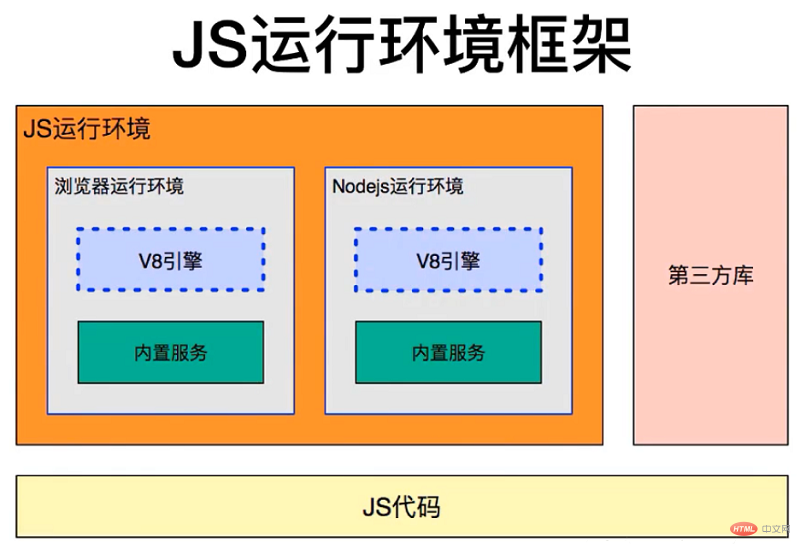 JS运行环境框架
JS运行环境
浏览器运行环境
V8引擎
内置服务
Nodejs运行环境
V8引擎
内置服务
第三方库
JS代码
HTML 中文网